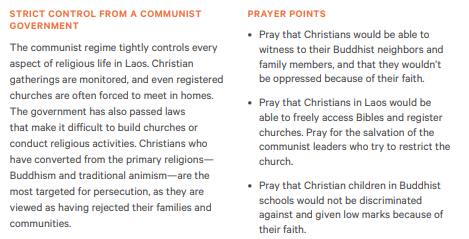 STRICT CONTROL FROM A COMMUNIST
GOVERNMENT
The communist regime tightly controls every
aspect of religious life in Laos. Christian
gatherings are monitored, and even registered
churches are often forced to meet in homes.
The government has also passed laws
that make it difficult to build churches or
conduct religious activities. Christians who
have converted from the primary religions—
Buddhism and traditional animism—are the
most targeted for persecution, as they are
viewed as having rejected their families and
communities.
PRAYER POINTS
• Pray that Christians would be able to
witness to their Buddhist neighbors and
family members, and that they wouldn't
be oppressed because of their faith.
• Pray that Christians in Laos would be
able to freely access Bibles and register
churches. Pray for the salvation of the
communist leaders who try to restrict the
church.
• Pray that Christian children in Buddhist
schools would not be discriminated
against and given low marks because of
their faith.